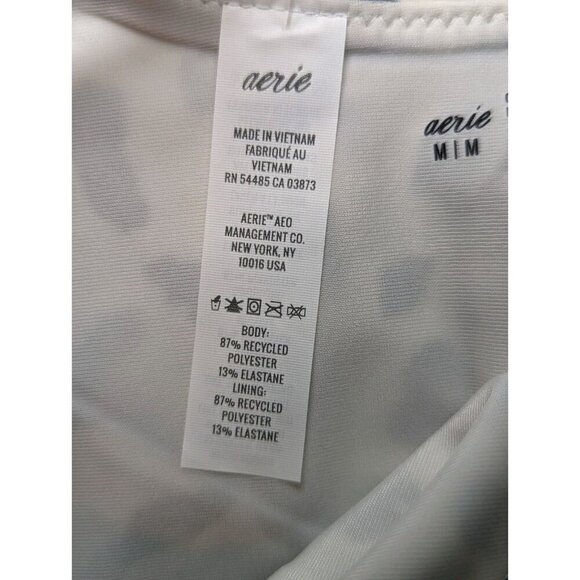 aerie
MADE IN VIETNAM
FABRIQUÉ AU
VIETNAM
RN 54485 CA 03873
AERIE™ AEO
MANAGEMENT CO.
NEW YORK, NY
10016 USA
BODY:
87% RECYCLED
POLYESTER
13% ELASTANE
LINING:
87% RECYCLED
POLYESTER
13% ELASTANE
aerie
M | M